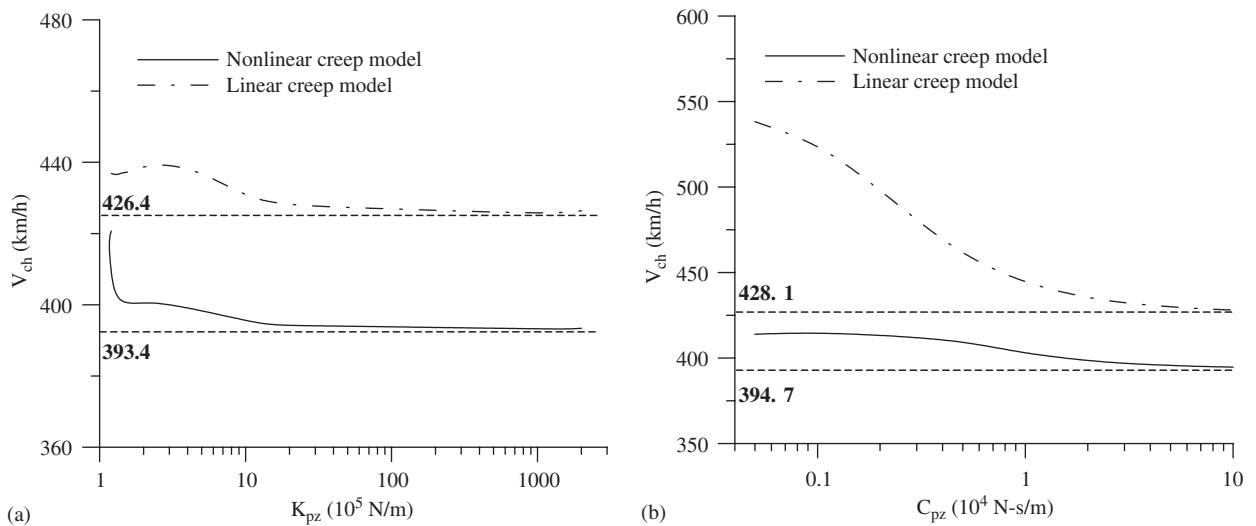 480
440
400
360
V_ch (km/h)
Nonlinear creep model
Linear creep model
426.4
393.4
1
10
100
1000
K_pz (10^5 N/m)
(a)
600
550
500
450
400
350
V_ch (km/h)
Nonlinear creep model
Linear creep model
428. 1
394. 7
0.1
1
10
C_pz (10^4 N-s/m)
(b)